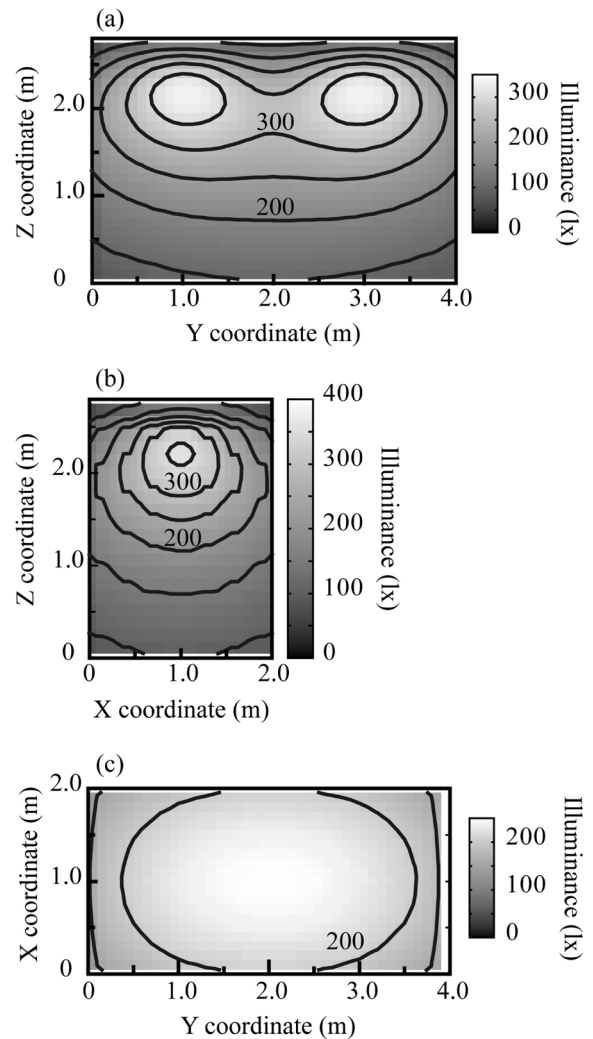 (a)
Z coordinate (m)
2.0
1.0
0
300
200
0 1.0 2.0 3.0 4.0
Y coordinate (m)
300
200
100
0
Illuminance (lx)
(b)
Z coordinate (m)
2.0
1.0
0
300
200
0 1.0 2.0
X coordinate (m)
400
300
200
100
0
Illuminance (lx)
(c)
X coordinate (m)
2.0
1.0
0
200
0 1.0 2.0 3.0 4.0
Y coordinate (m)
200
100
0
Illuminance (lx)